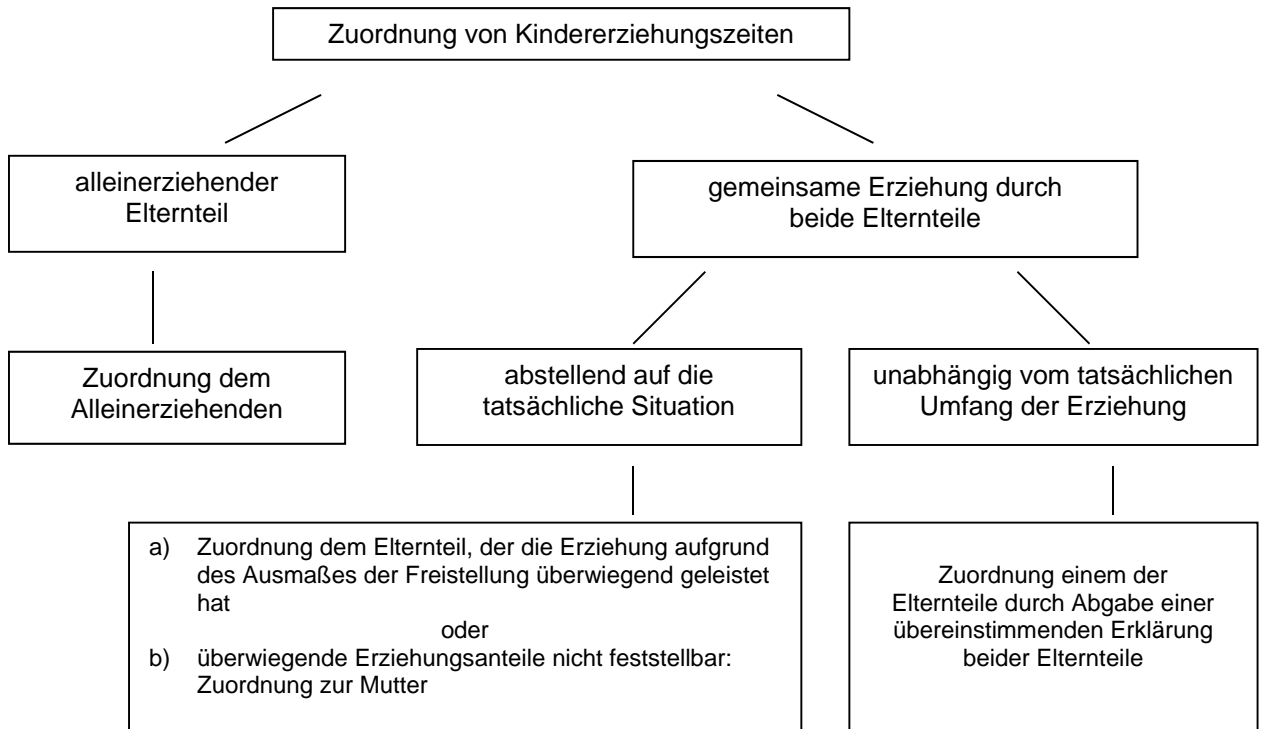 Zuordnung von Kindererziehungszeiten
alleinerziehender
Elternteil
gemeinsame Erziehung durch
beide Elternteile
Zuordnung dem
Alleinerziehenden
abstellend auf die
tatsächliche Situation
unabhängig vom tatsächlichen
Umfang der Erziehung
a) Zuordnung dem Elternteil, der die Erziehung aufgrund
des Ausmaßes der Freistellung überwiegend geleistet
hat
oder
b) überwiegende Erziehungsanteile nicht feststellbar:
Zuordnung zur Mutter
Zuordnung einem der
Elternteile durch Abgabe einer
übereinstimmenden Erklärung
beider Elternteile